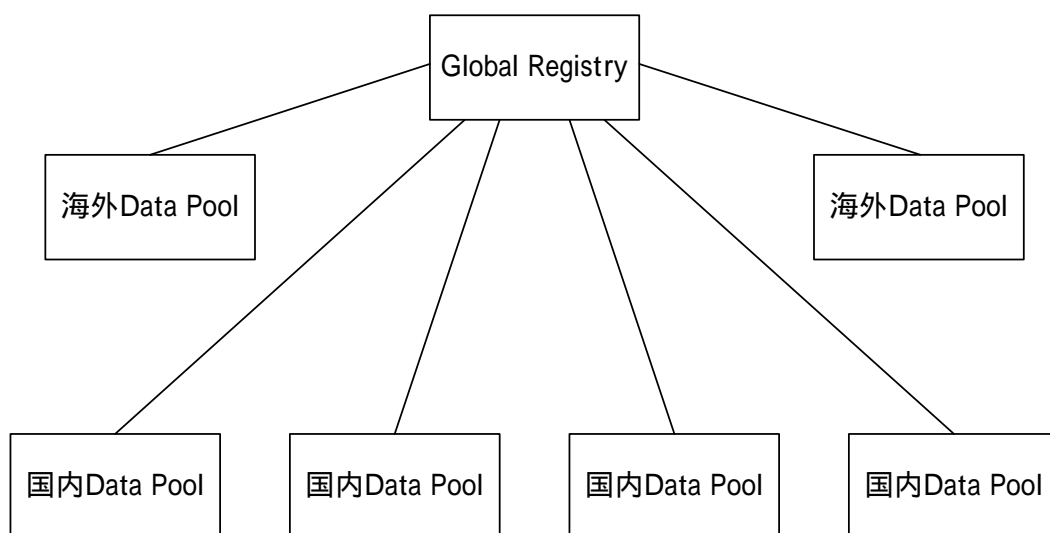 Global Registry
海外Data Pool
海外Data Pool
国内Data Pool
国内Data Pool
国内Data Pool
国内Data Pool